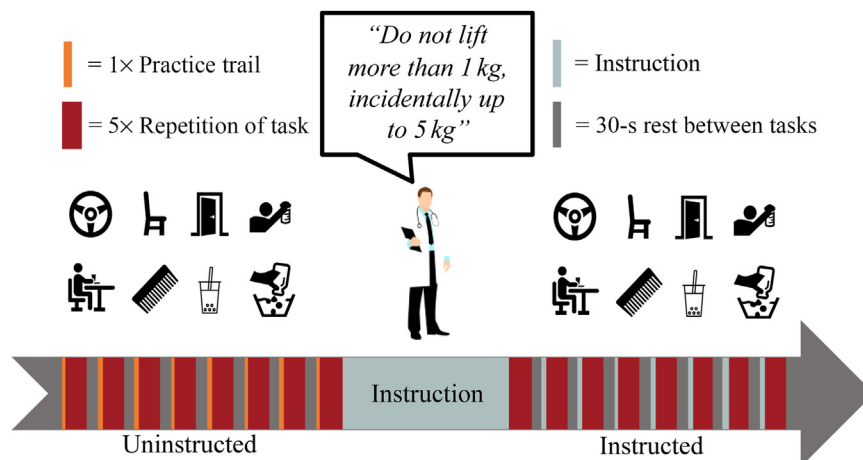 = 1× Practice trail
= 5× Repetition of task
“Do not lift
more than 1 kg,
incidentally up
to 5 kg”
= Instruction
= 30-s rest between tasks
Instruction
Uninstructed
Instructed